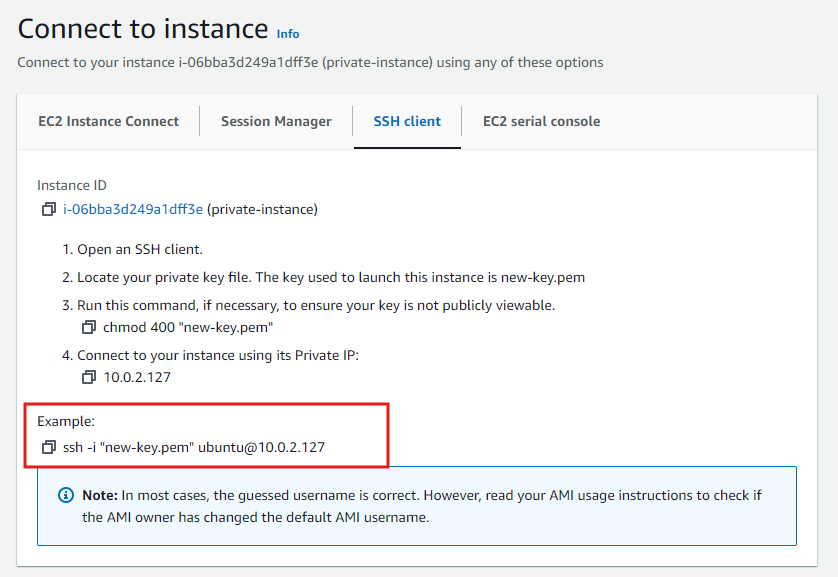 Connect to instance Info
Connect to your instance i-06bba3d249a1dff3e (private-instance) using any of these options
EC2 Instance Connect
Session Manager
SSH client
EC2 serial console
Instance ID
i-06bba3d249a1dff3e (private-instance)
1. Open an SSH client.
2. Locate your private key file. The key used to launch this instance is new-key.pem
3. Run this command, if necessary, to ensure your key is not publicly viewable.
chmod 400 "new-key.pem"
4. Connect to your instance using its Private IP:
10.0.2.127
Example:
ssh -i "new-key.pem" ubuntu@10.0.2.127
Note: In most cases, the guessed username is correct. However, read your AMI usage instructions to check if
the AMI owner has changed the default AMI username.